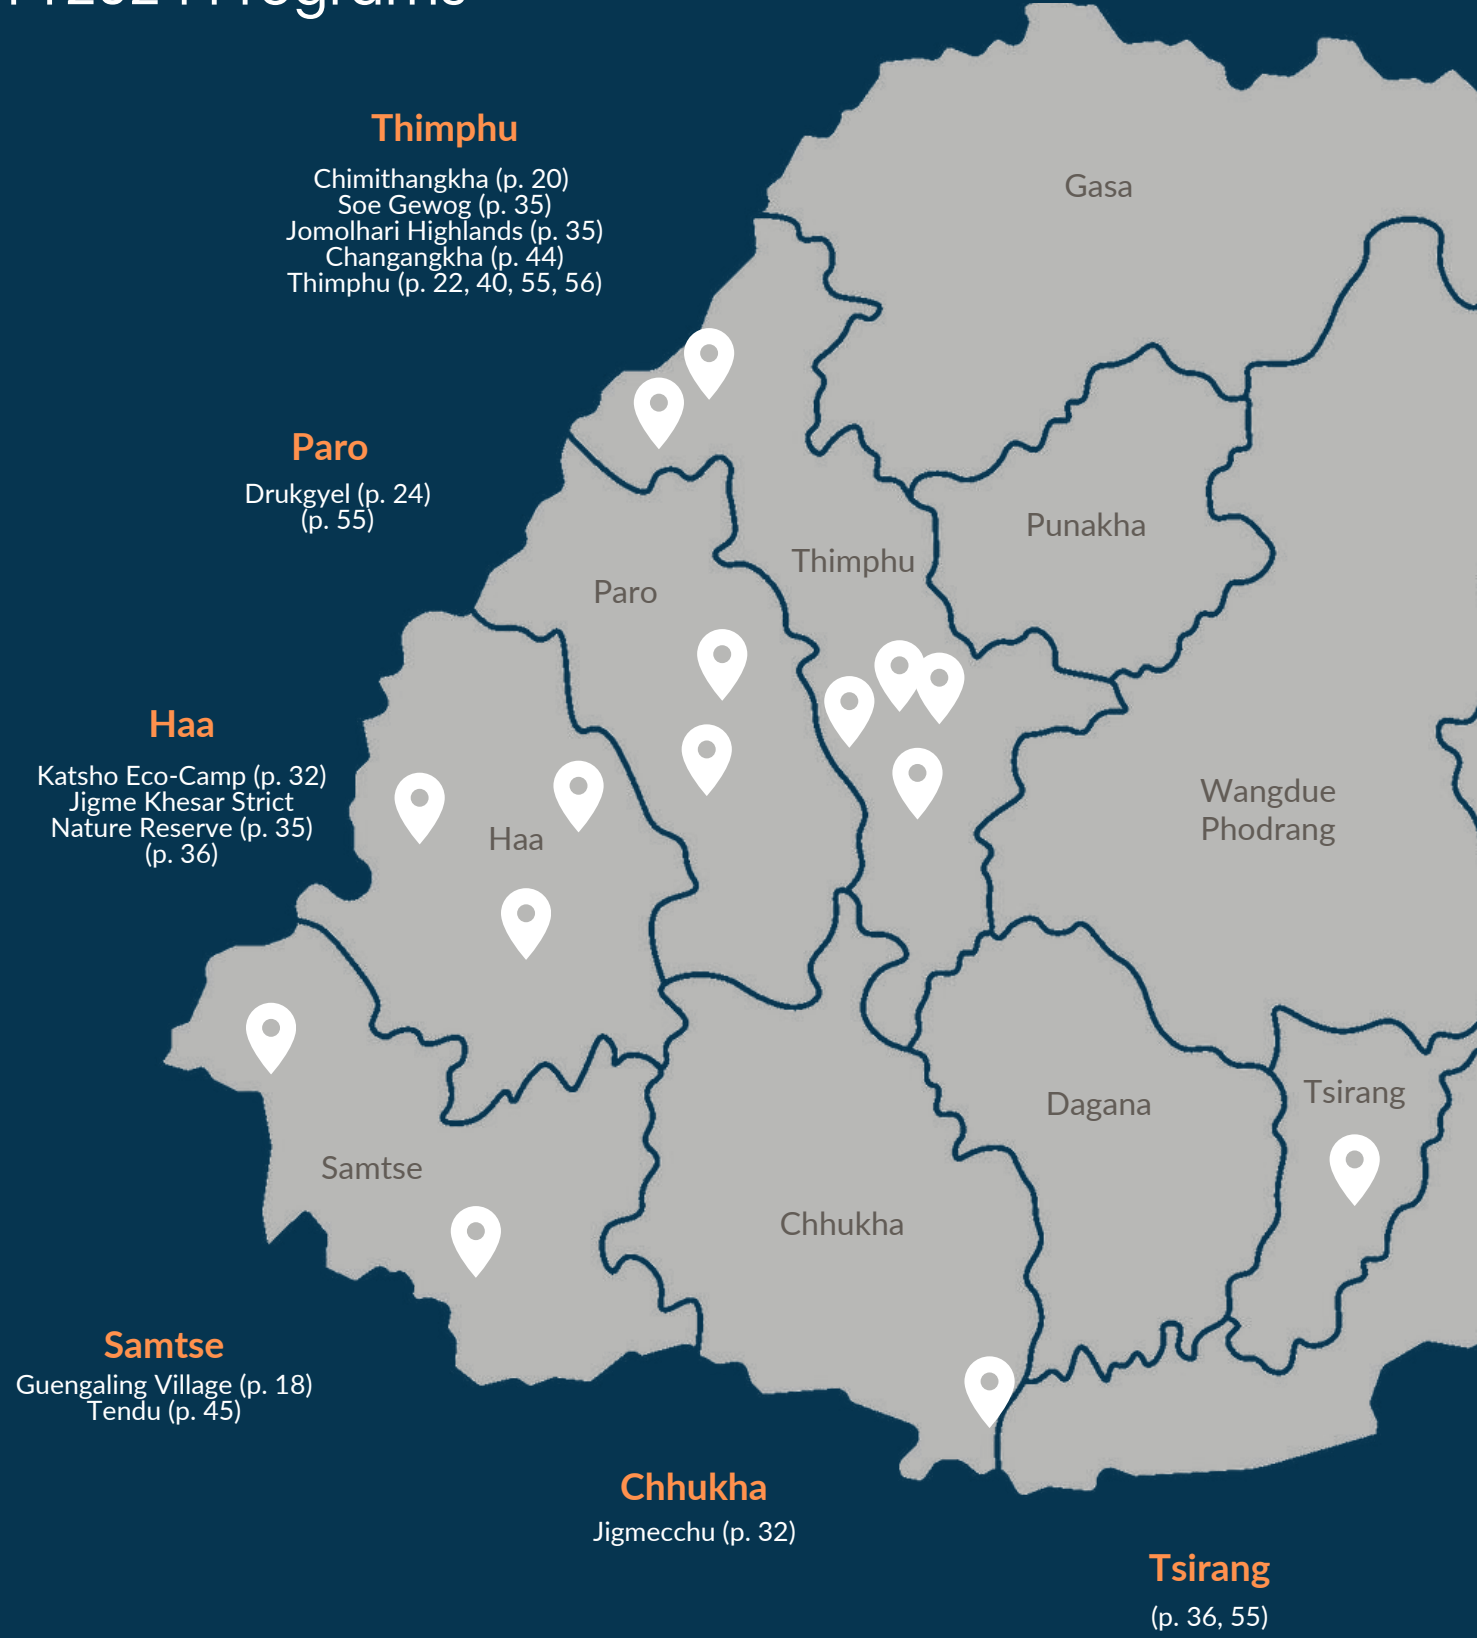 Programs
Thimphu
Chimithangkha (p. 20)
Soe Gewog (p. 35)
Jomolhari Highlands (p. 35)
Changangkha (p. 44)
Thimphu (p. 22, 40, 55, 56)
Gasa
Paro
Drukgyel (p. 24)
(p. 55)
Punakha
Thimphu
Paro
Haa
Katsho Eco-Camp (p. 32)
Jigme Khesar Strict
Nature Reserve (p. 35)
(p. 36)
Haa
Wangdue
Phodrang
Dagana
Tsirang
Samtse
Chhukha
Samtse
Guengaling Village (p. 18)
Tendu (p. 45)
Chhukha
Jigmecchu (p. 32)
Tsirang
(p. 36, 55)